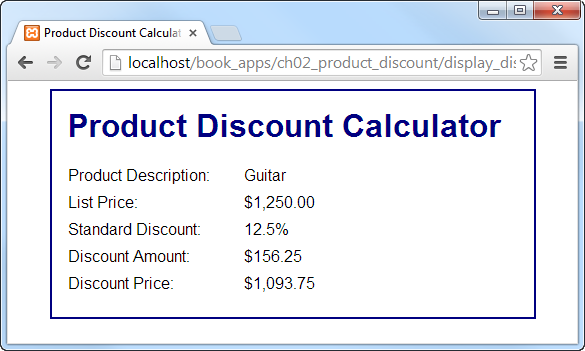 Product Discount Calculat
localhost/book_apps/ch02_product_discount/display_dis
Product Discount Calculator
Product Description: Guitar
List Price: $1,250.00
Standard Discount: 12.5%
Discount Amount: $156.25
Discount Price: $1,093.75